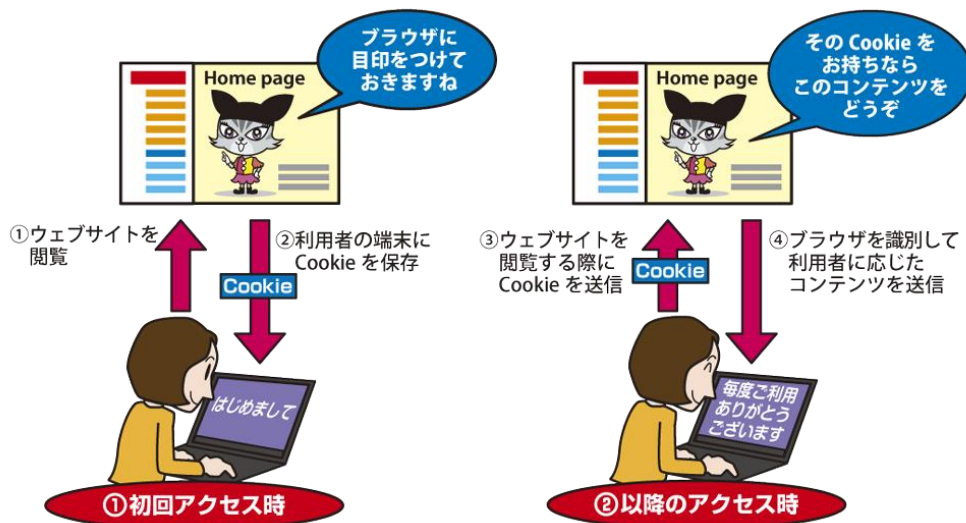 ブラウザに
目印をつけて
おきますね
Home page
①ウェブサイトを
閲覧
②利用者の端末に
Cookie を保存
Cookie
はじめまして
①初回アクセス時
その Cookie を
お持ちなら
このコンテンツを
どうぞ
Home page
③ウェブサイトを
閲覧する際に
Cookie を送信
Cookie
④ブラウザを識別して
利用者に応じた
コンテンツを送信
毎度ご利用
ありがとう
ございます
②以降のアクセス時